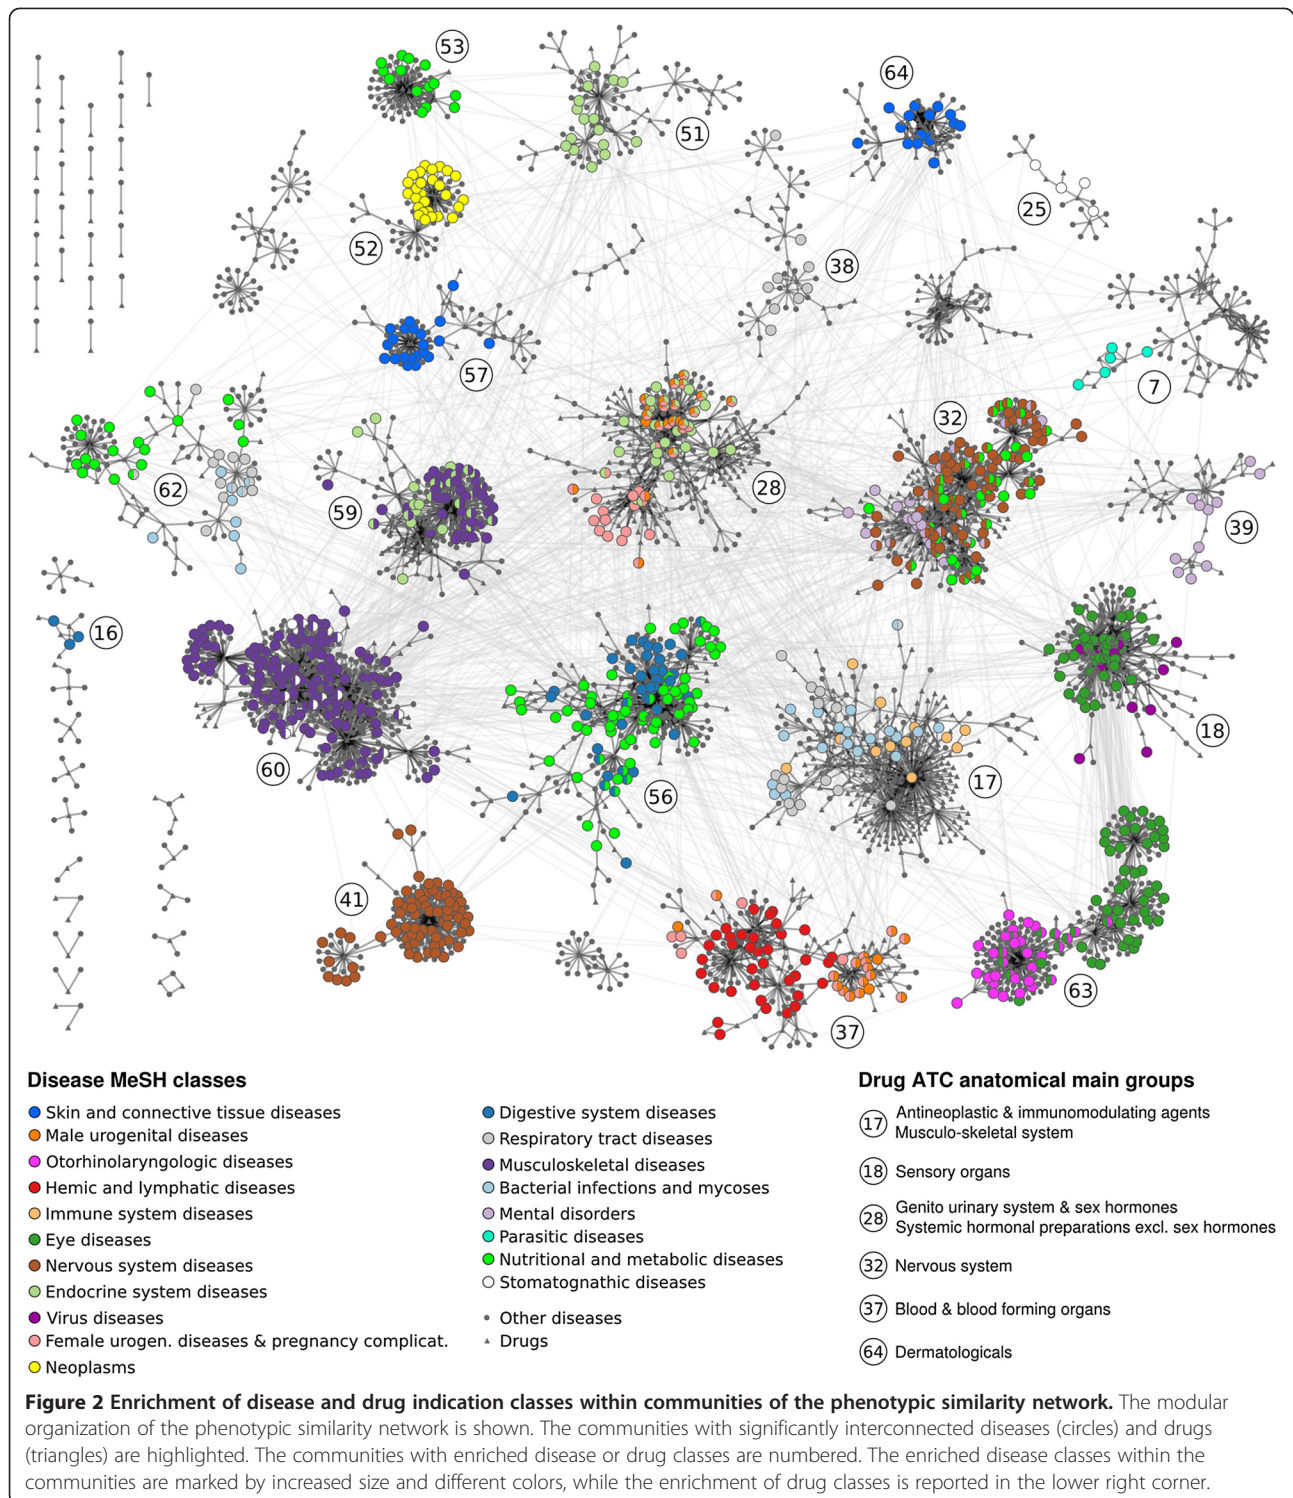 53
64
51
25
52
38
57
7
32
62
28
59
39
16
18
60
56
17
41
63
37
Disease MeSH classes
Skin and connective tissue diseases
Male urogenital diseases
Otorhinolaryngologic diseases
Hemic and lymphatic diseases
Immune system diseases
Eye diseases
Nervous system diseases
Endocrine system diseases
Virus diseases
Female urogen. diseases & pregnancy complicat.
Neoplasms
Digestive system diseases
Respiratory tract diseases
Musculoskeletal diseases
Bacterial infections and mycoses
Mental disorders
Parasitic diseases
Nutritional and metabolic diseases
Stomatognathic diseases
Other diseases
Drugs
Drug ATC anatomical main groups
17 Antineoplastic & immunomodulating agents
Musculo-skeletal system
18 Sensory organs
28 Genito urinary system & sex hormones
Systemic hormonal preparations excl. sex hormones
32 Nervous system
37 Blood & blood forming organs
64 Dermatologicals
Figure 2 Enrichment of disease and drug indication classes within communities of the phenotypic similarity network. The modular
organization of the phenotypic similarity network is shown. The communities with significantly interconnected diseases (circles) and drugs
(triangles) are highlighted. The communities with enriched disease or drug classes are numbered. The enriched disease classes within the
communities are marked by increased size and different colors, while the enrichment of drug classes is reported in the lower right corner.